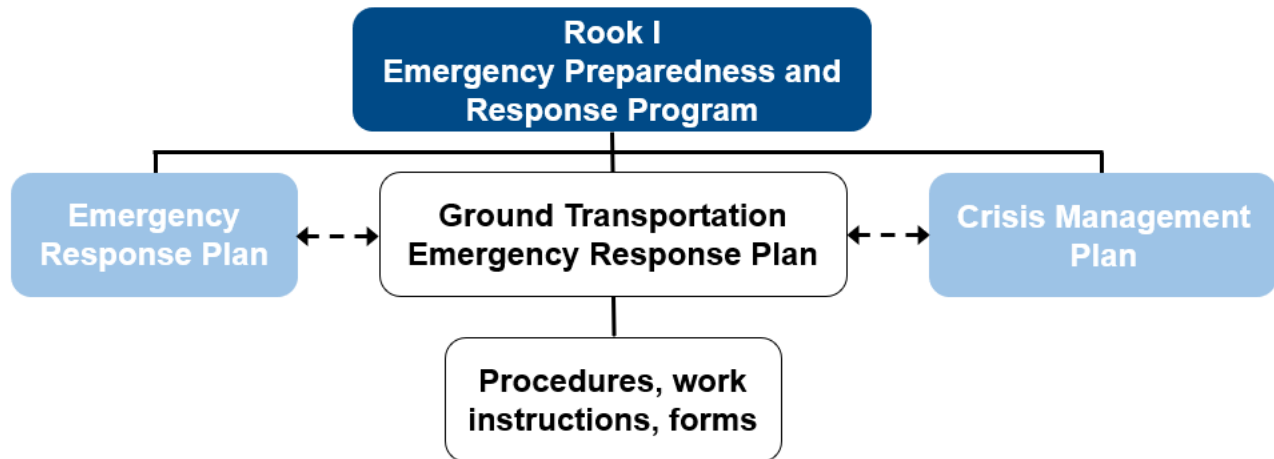 Rook I
Emergency Preparedness and
Response Program
Emergency
Response Plan
Ground Transportation
Emergency Response Plan
Crisis Management
Plan
Procedures, work
instructions, forms